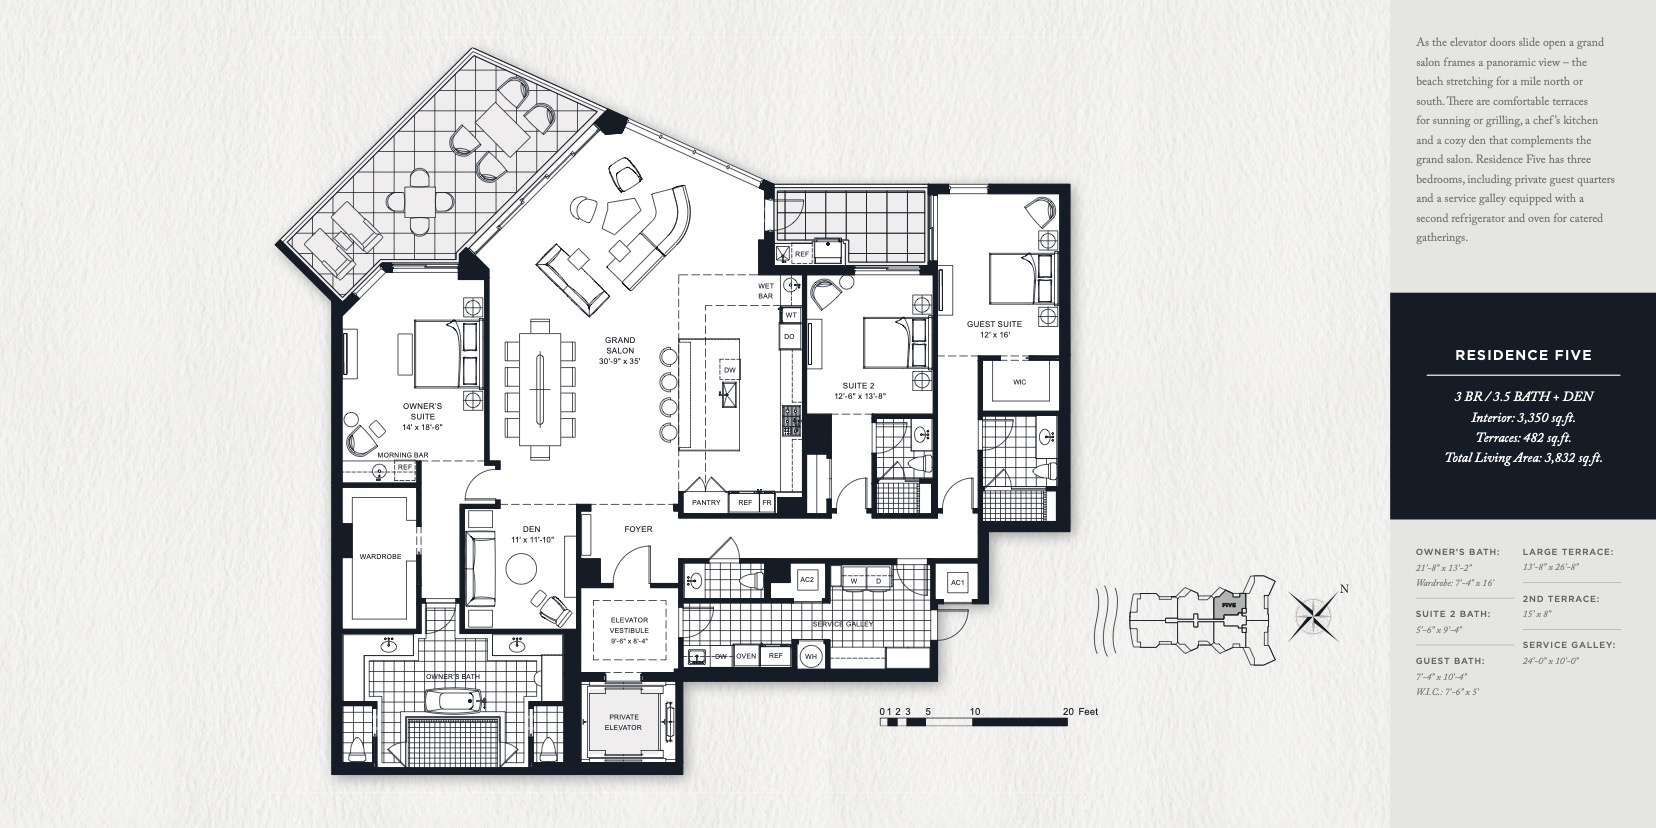 As the elevator doors slide open a grand
salon frames a panoramic view – the
beach stretching for a mile north or
south. There are comfortable terraces
for sunning or grilling, a chef's kitchen
and a cozy den that complements the
grand salon. Residence Five has three
bedrooms, including private guest quarters
and a service galley equipped with a
second refrigerator and oven for catered
gatherings.
RESIDENCE FIVE
3 BR / 3.5 BATH + DEN
Interior: 3,350 sq.ft.
Terraces: 482 sq.ft.
Total Living Area: 3,832 sq.ft.
OWNER'S BATH:
21'-8" x 13'-2"
Wardrobe: 7'-4" x 16'
SUITE 2 BATH:
5'-6" x 9'-4"
GUEST BATH:
7'-4" x 10'-4"
W.I.C.: 7'-6" x 5'
LARGE TERRACE:
13'-8" x 26'-8"
2ND TERRACE:
15' x 8"
SERVICE GALLEY:
24'-0" x 10'-0"
REF
WET
BAR
WT
DO
GRAND
SALON
30'-9" x 35'
DW
GUEST SUITE
12' x 16'
WIC
SUITE 2
12'-6" x 13'-8"
OWNER'S
SUITE
14' x 18'-6"
MORNING BAR
REF
PANTRY
REF
FR
DEN
11' x 11'-10"
FOYER
WARDROBE
AC2
W
D
AC1
ELEVATOR
VESTIBULE
9'-6" x 8'-4"
SERVICE GALLEY
DW
OVEN
REF
WH
OWNER'S BATH
PRIVATE
ELEVATOR
0 1 2 3 5 10 20 Feet
FIVE
N